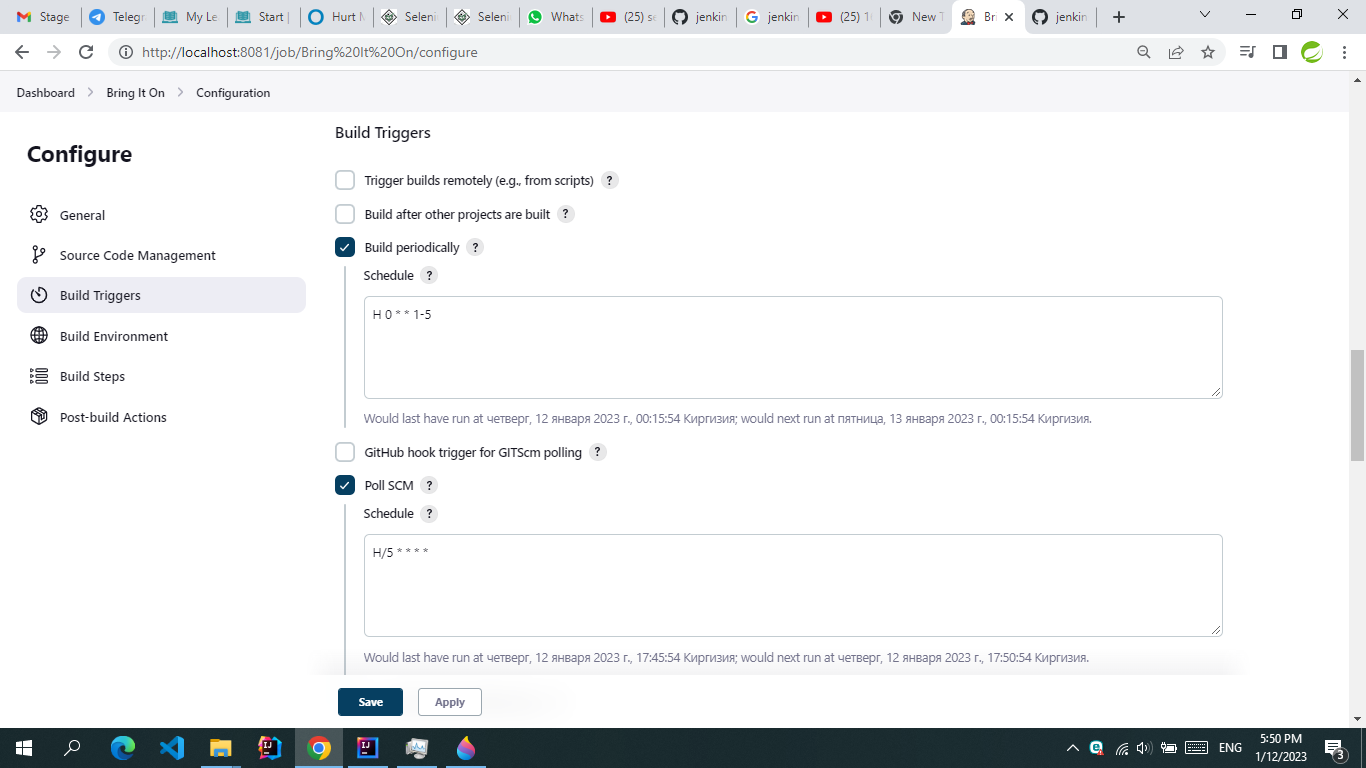 Stage
Telegr
My Le
Start |
Hurt M
Seleni
Seleni
Whats
(25) se
jenkin
jenkin
(25) 1
New T
Bri
jenkin
http://localhost:8081/job/Bring%20It%20On/configure
Dashboard > Bring It On > Configuration
Configure
General
Source Code Management
Build Triggers
Build Environment
Build Steps
Post-build Actions
Build Triggers
Trigger builds remotely (e.g., from scripts) ?
Build after other projects are built ?
Build periodically ?
Schedule ?
H 0 * * 1-5
Would last have run at четверг, 12 января 2023 г., 00:15:54 Киргизия; would next run at пятница, 13 января 2023 г., 00:15:54 Киргизия.
GitHub hook trigger for GITScm polling ?
Poll SCM ?
Schedule ?
H/5 * * * *
Would last have run at четверг, 12 января 2023 г., 17:45:54 Киргизия; would next run at четверг, 12 января 2023 г., 17:50:54 Киргизия.
Save
Apply
ENG
5:50 PM
1/12/2023
3